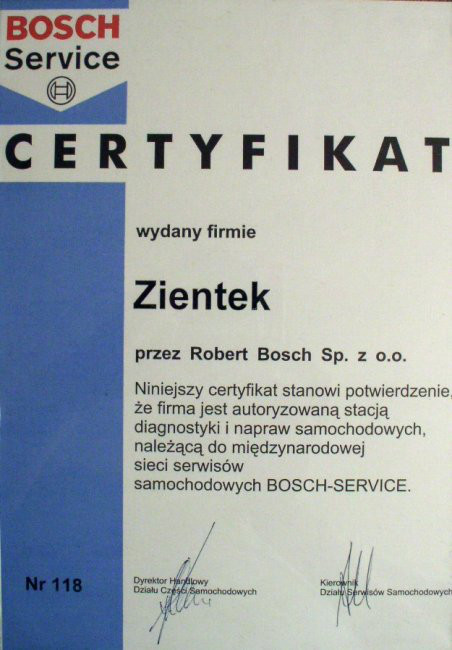 BOSCH
Service
CERTYFIKAT
wydany firmie
Zientek
przez Robert Bosch Sp. z o.o.
Niniejszy certyfikat stanowi potwierdzenie,
że firma jest autoryzowaną stacją
diagnostyki i napraw samochodowych,
należącą do międzynarodowej
sieci serwisów
samochodowych BOSCH-SERVICE.
Nr 118
Dyrektor Handlowy
Działu Części Samochodowych
Kierownik
Działu Serwisów Samochodowych